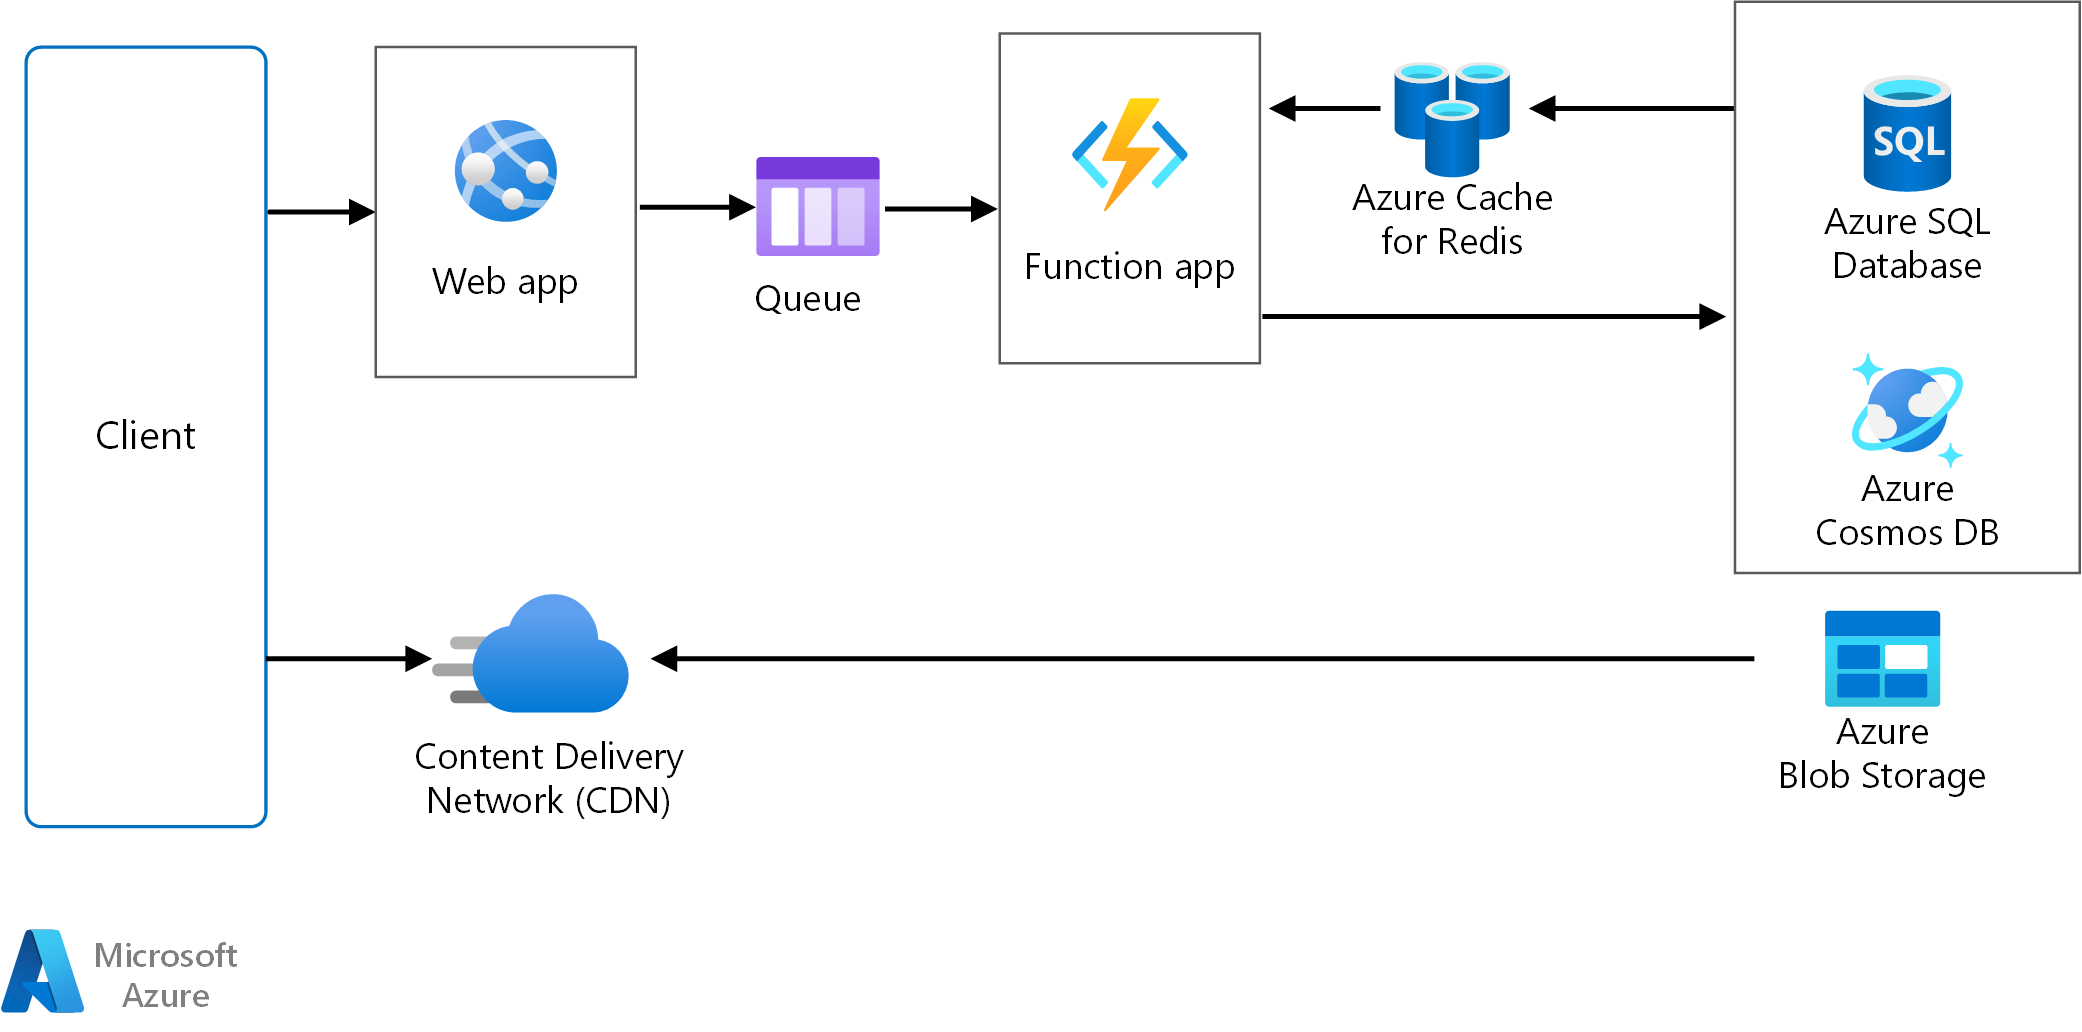 Client
Web app
Queue
Function app
Azure Cache
for Redis
SQL
Azure SQL
Database
Azure
Cosmos DB
Content Delivery
Network (CDN)
Azure
Blob Storage
Microsoft
Azure